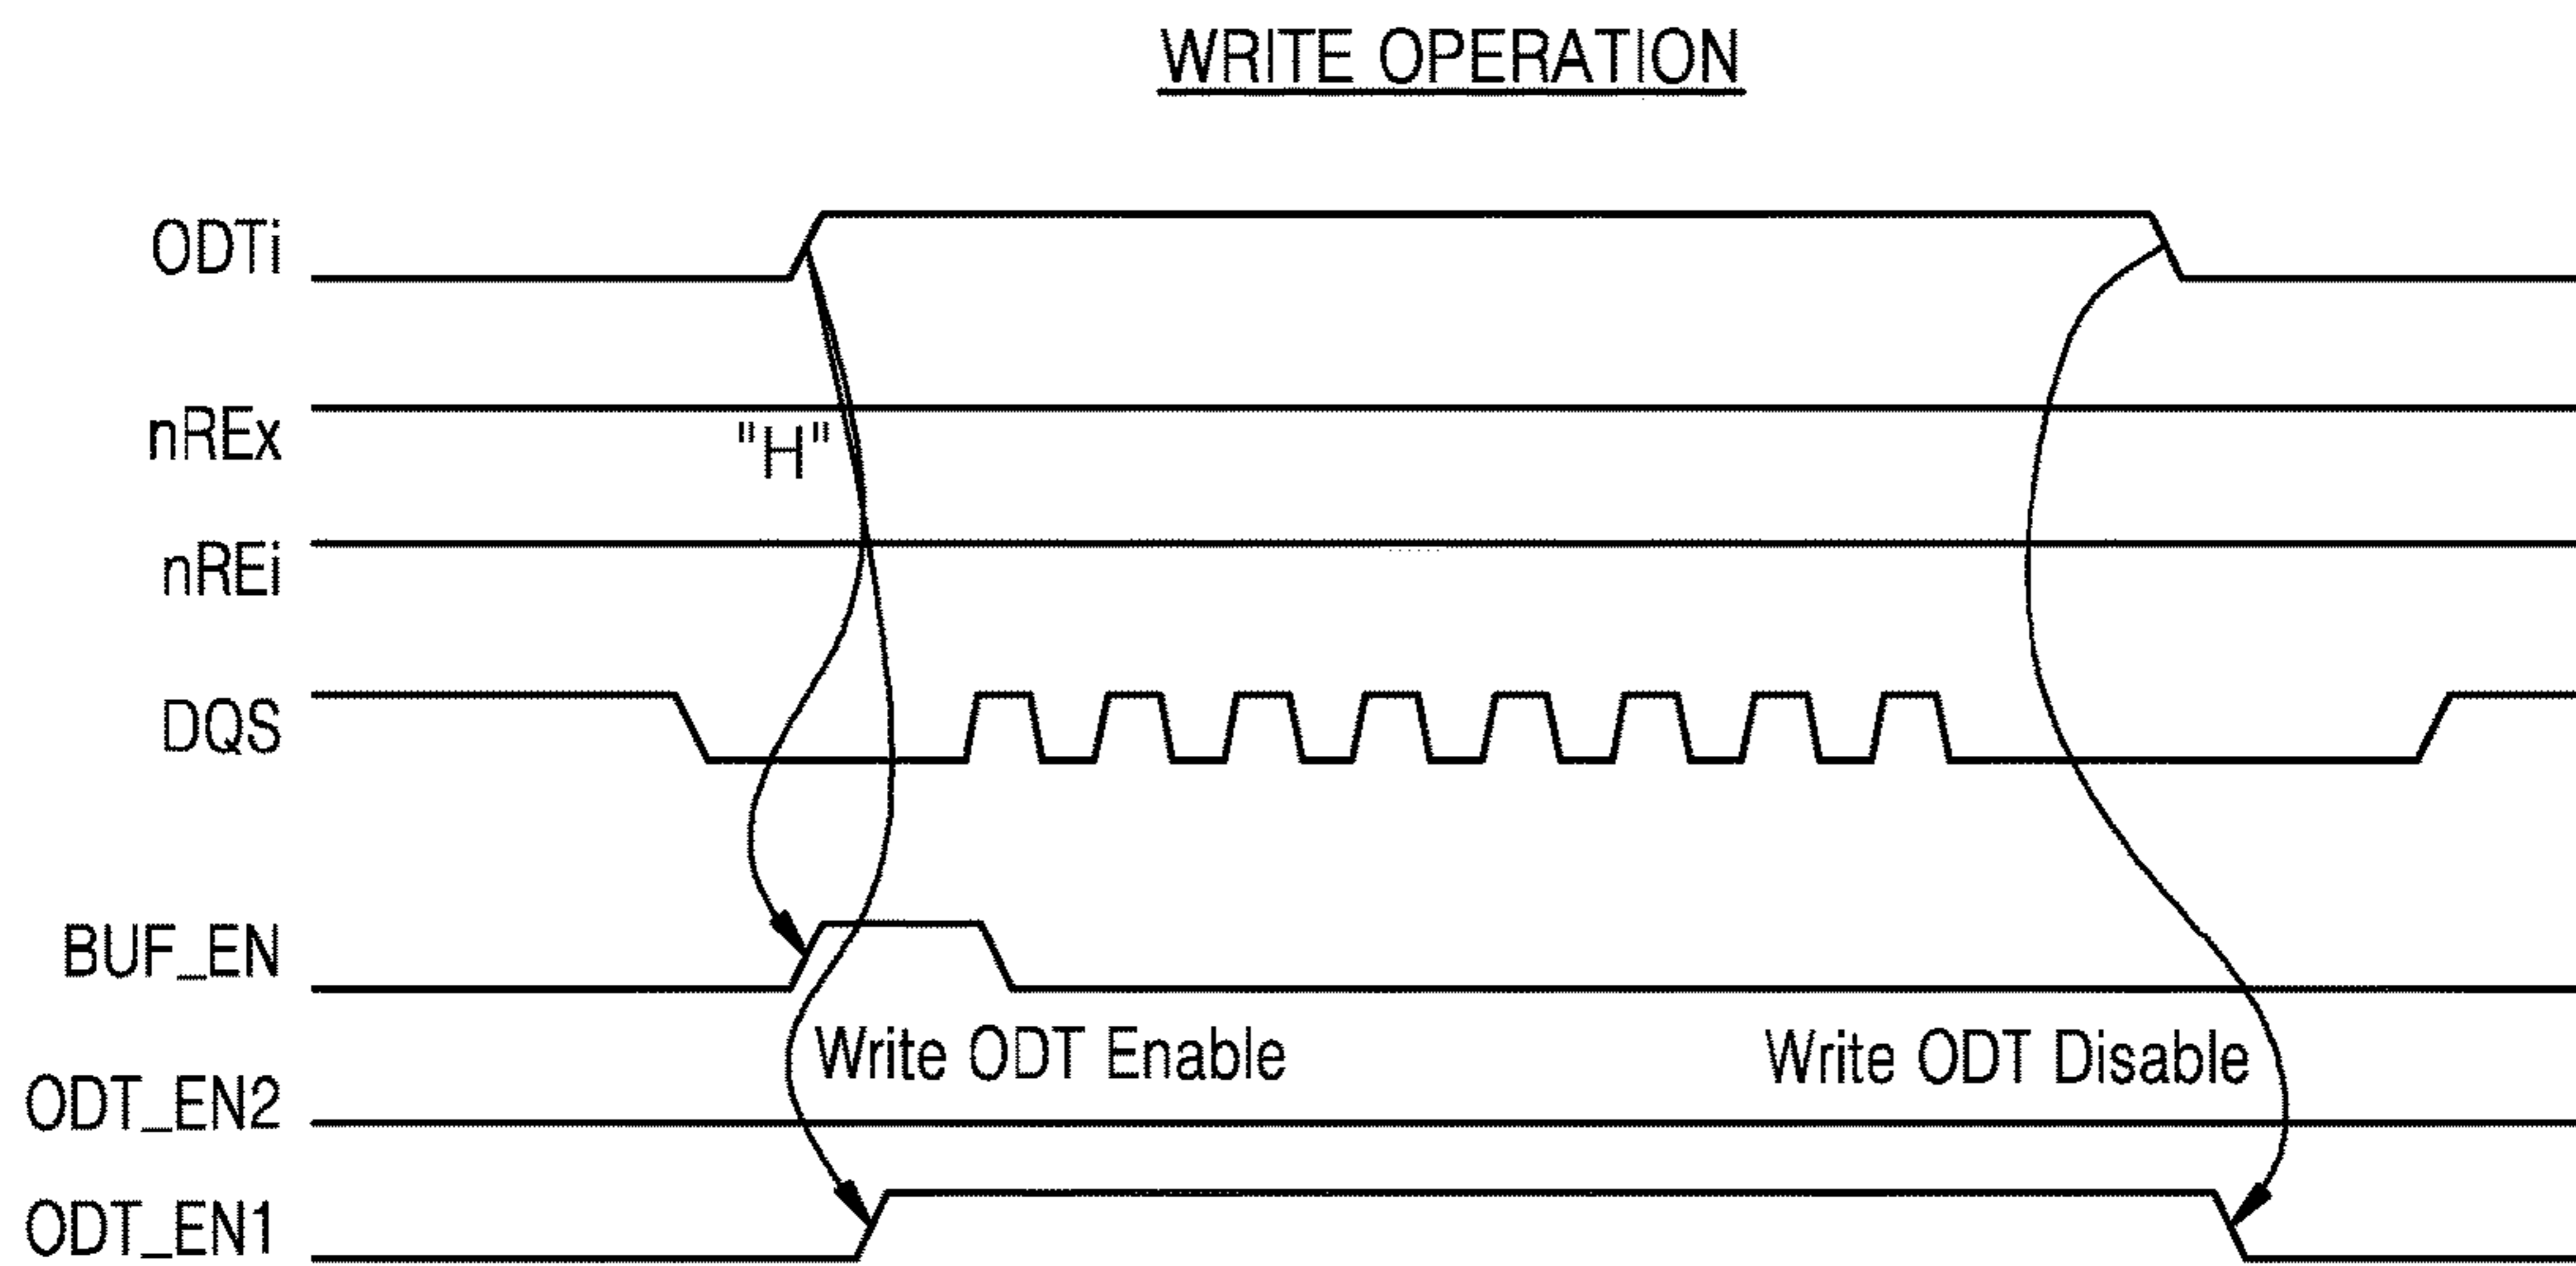 WRITE OPERATION
ODTi
nREx
"H"
nREi
DQS
BUF_EN
Write ODT Enable
Write ODT Disable
ODT_EN2
ODT_EN1